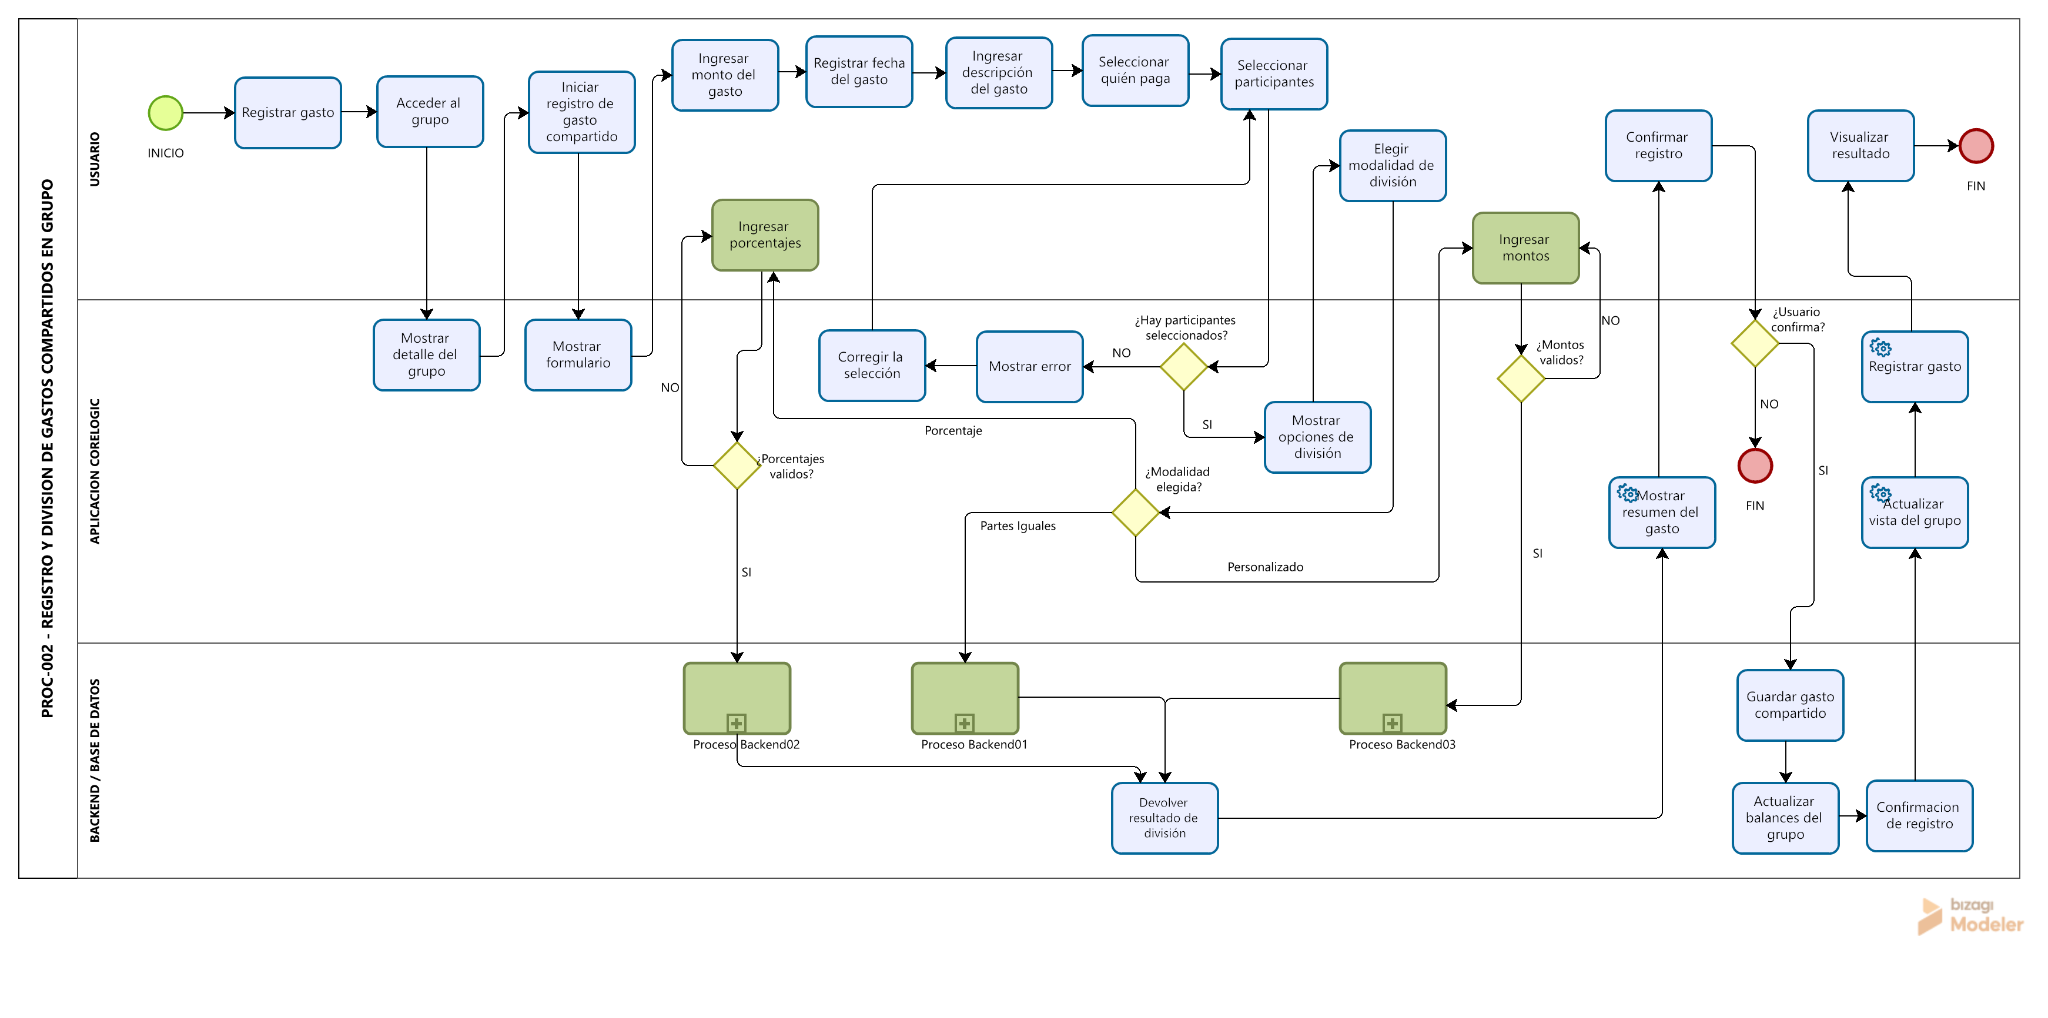 PROC-002 - REGISTRO Y DIVISION DE GASTOS COMPARTIDOS EN GRUPO
USUARIO
INICIO
Registrar gasto
Acceder al
grupo
Iniciar
registro de
gasto
compartido
Ingresar
monto del
gasto
Registrar fecha
del gasto
Ingresar
descripción
del gasto
Seleccionar
quién paga
Seleccionar
participantes
Elegir
modalidad de
división
Ingresar
porcentajes
Ingresar
montos
Confirmar
registro
Visualizar
resultado
FIN
APLICACION CORELOGIC
Mostrar
detalle del
grupo
Mostrar
formulario
NO
¿Porcentajes
validos?
SI
Corregir la
selección
Mostrar error
NO
¿Hay participantes
seleccionados?
SI
Mostrar
opciones de
división
Porcentaje
¿Modalidad
elegida?
Partes Iguales
Personalizado
¿Montos
validos?
NO
SI
Mostrar
resumen del
gasto
¿Usuario
confirma?
NO
FIN
SI
Registrar gasto
Actualizar
vista del grupo
BACKEND / BASE DE DATOS
Proceso Backend02
Proceso Backend01
Proceso Backend03
Devolver
resultado de
división
Guardar gasto
compartido
Actualizar
balances del
grupo
Confirmacion
de registro
bizagi
Modeler